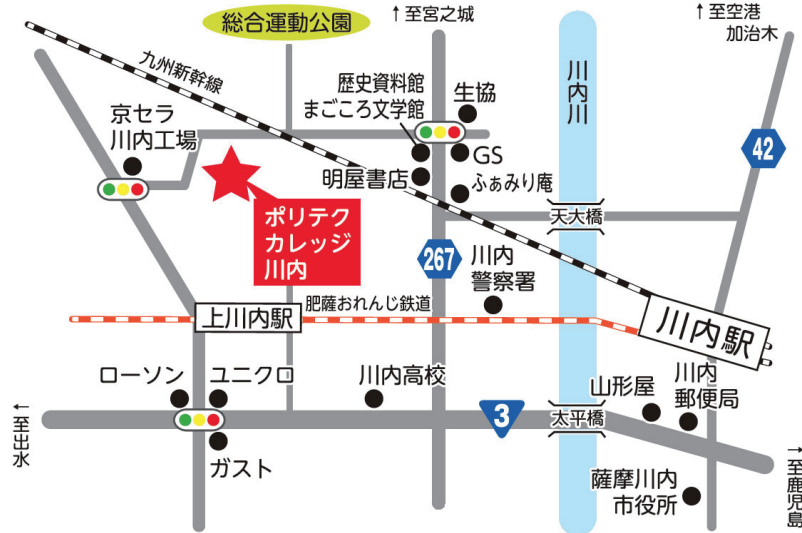 総合運動公園
↑至宮之城
↑至空港
加治木
九州新幹線
歴史資料館
まごころ文学館
生協
川内川
京セラ
川内工場
GS
42
明屋書店
ふぁみり庵
ポリテク
カレッジ
川内
天大橋
267
川内
警察署
上川内駅
肥薩おれんじ鉄道
川内駅
ローソン
ユニクロ
川内高校
山形屋
川内
郵便局
←至出水
3
太平橋
ガスト
薩摩川内
市役所
→至鹿児島